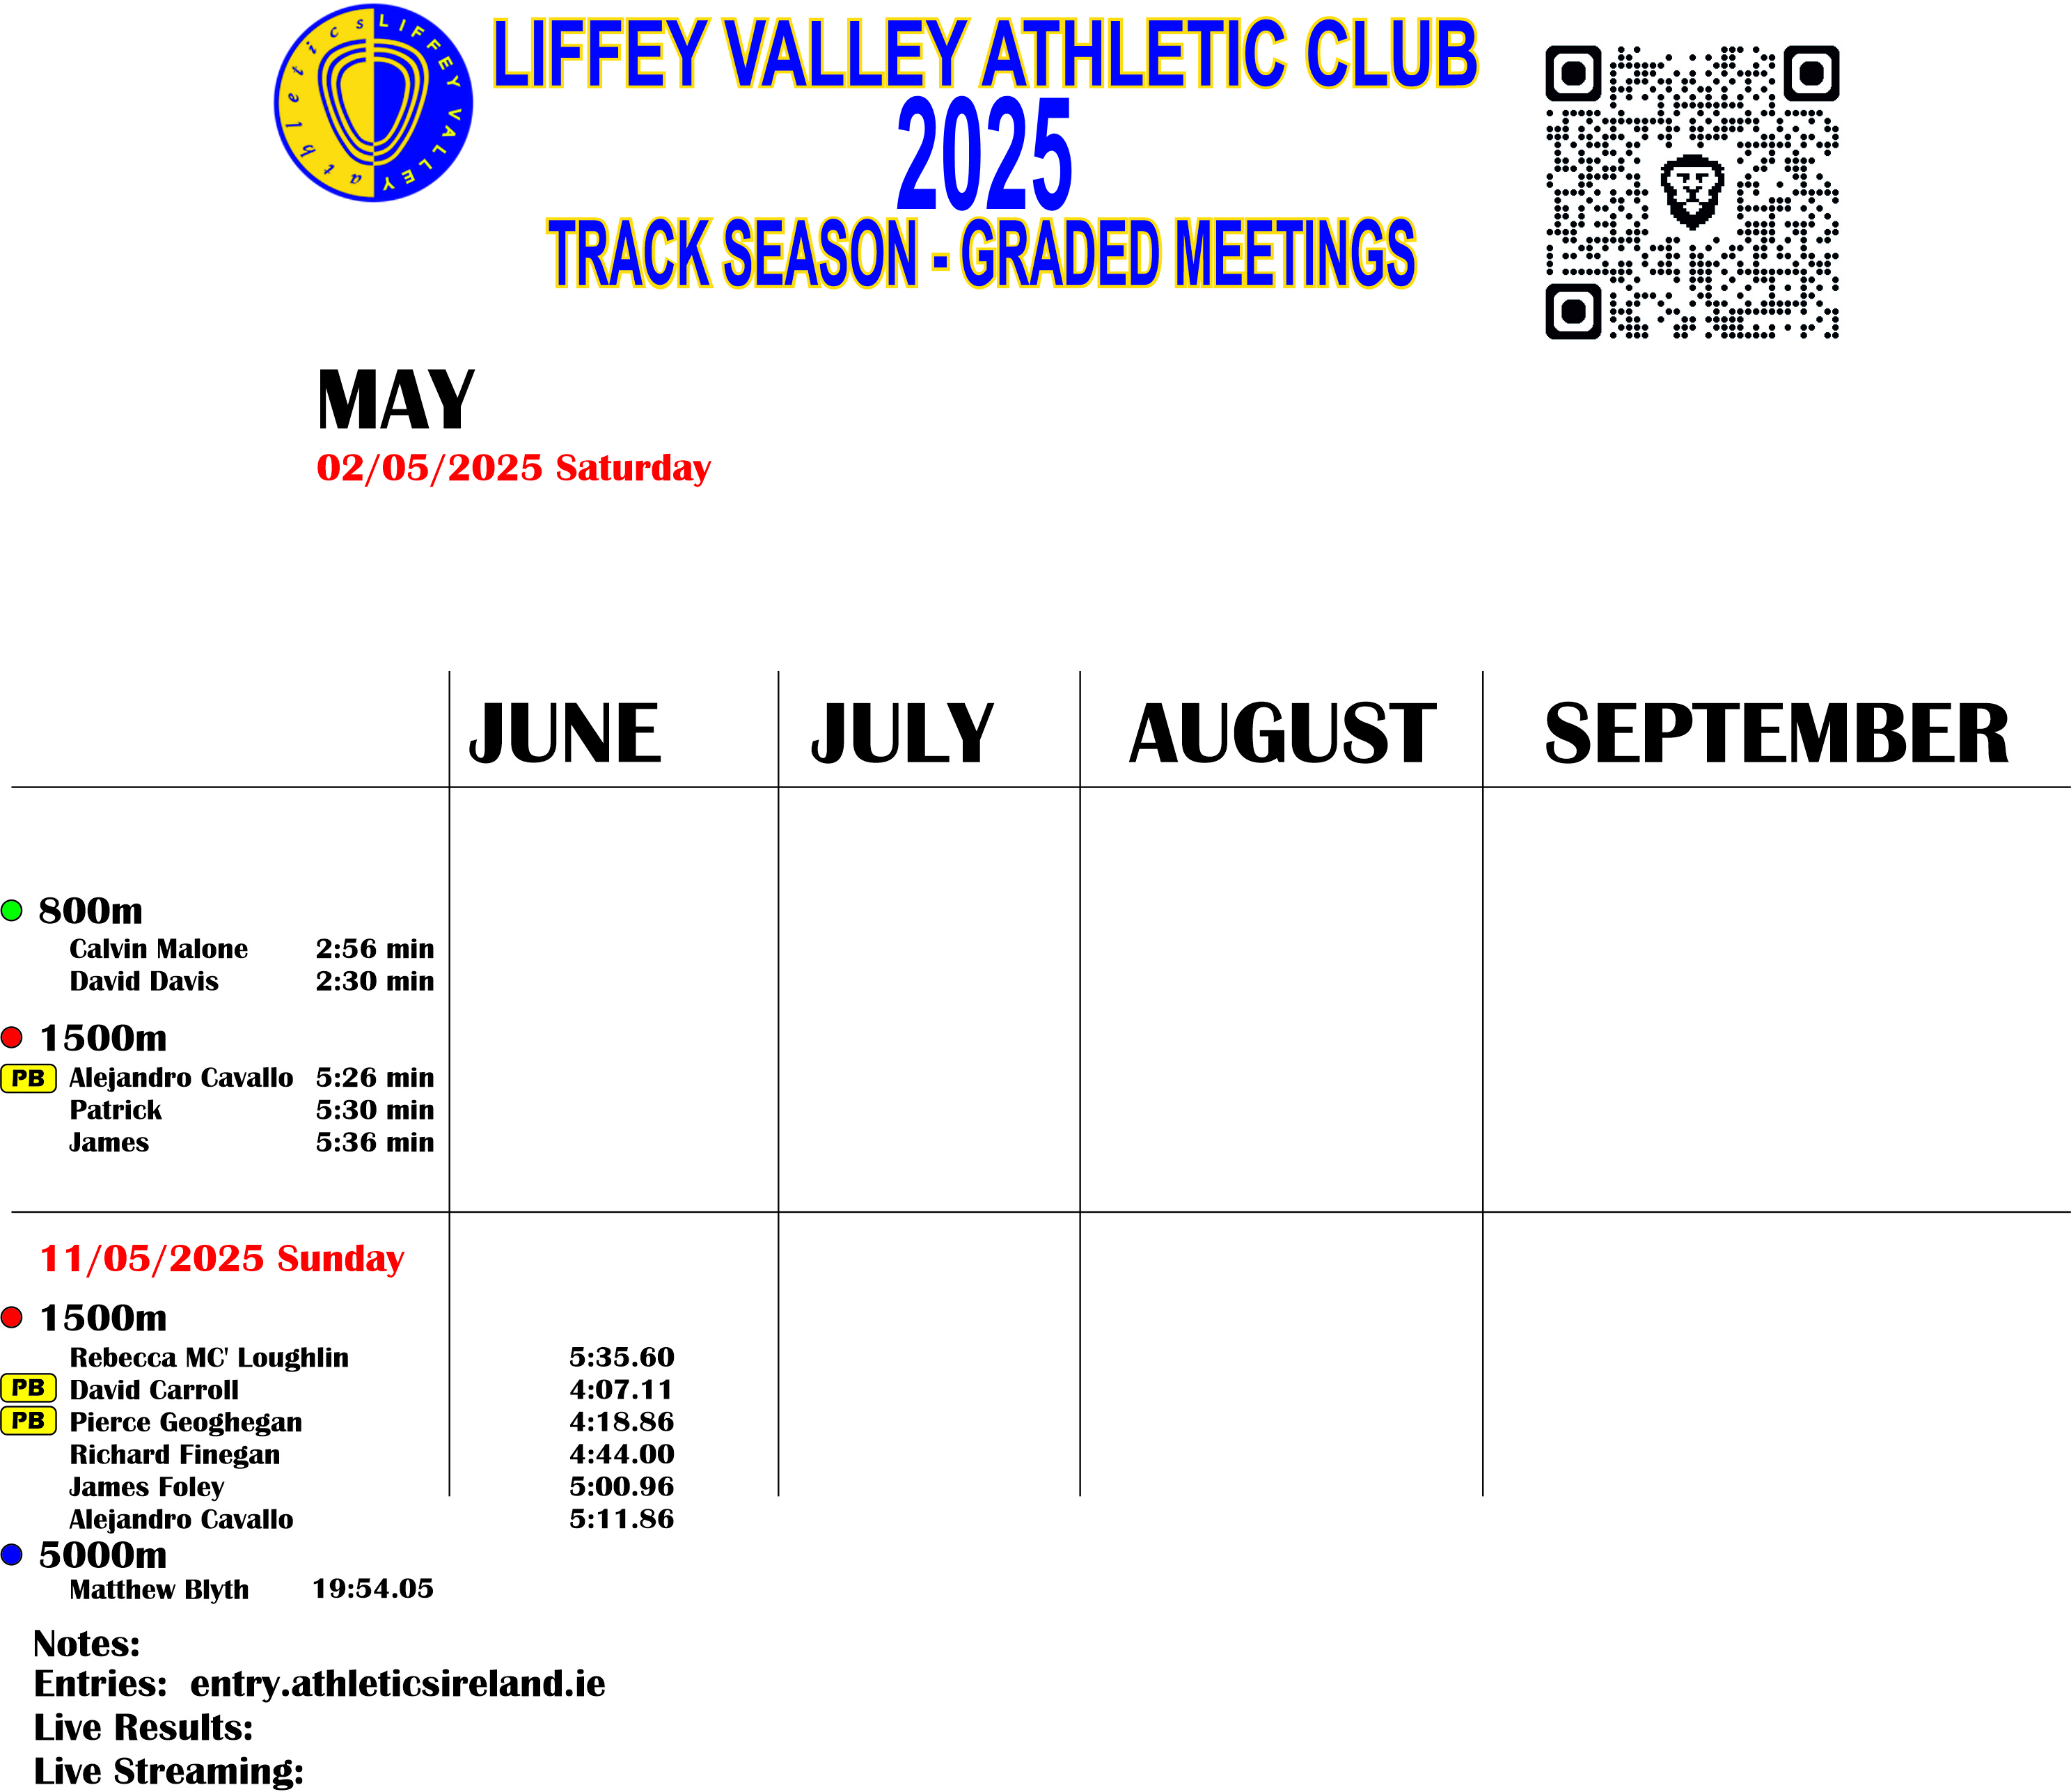 athletics LIFFEY VALLEY
LIFFEY VALLEY ATHLETIC CLUB
2025
TRACK SEASON - GRADED MEETINGS
MAY
02/05/2025 Saturday
JUNE JULY AUGUST SEPTEMBER
800m
Calvin Malone 2:56 min
David Davis 2:30 min
1500m
PB Alejandro Cavallo 5:26 min
Patrick 5:30 min
James 5:36 min
11/05/2025 Sunday
1500m
Rebecca MC' Loughlin 5:35.60
PB David Carroll 4:07.11
PB Pierce Geoghegan 4:18.86
Richard Finegan 4:44.00
James Foley 5:00.96
Alejandro Cavallo 5:11.86
5000m
Matthew Blyth 19:54.05
Notes:
Entries: entry.athleticsireland.ie
Live Results:
Live Streaming: